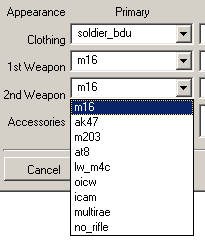 Appearance Primary
Clothing soldier_bdu
1st Weapon m16
2nd Weapon m16
m16
Accessories ak47
m203
at8
lw_m4c
Cancel oicw
icam
multirae
no_rifle